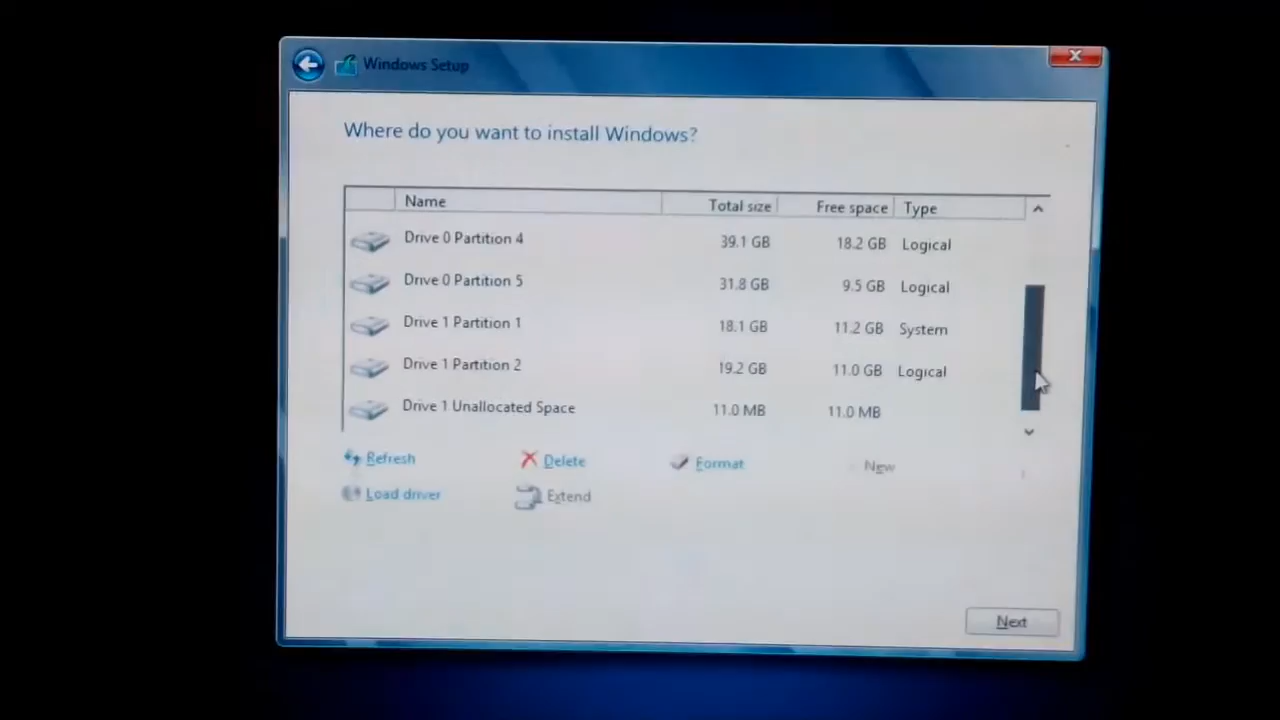 Windows Setup
Where do you want to install Windows?
Name Total size Free space Type
Drive 0 Partition 4 39.1 GB 18.2 GB Logical
Drive 0 Partition 5 31.8 GB 9.5 GB Logical
Drive 1 Partition 1 18.1 GB 11.2 GB System
Drive 1 Partition 2 19.2 GB 11.0 GB Logical
Drive 1 Unallocated Space 11.0 MB 11.0 MB
Refresh Delete Format New
Load driver Extend
Next